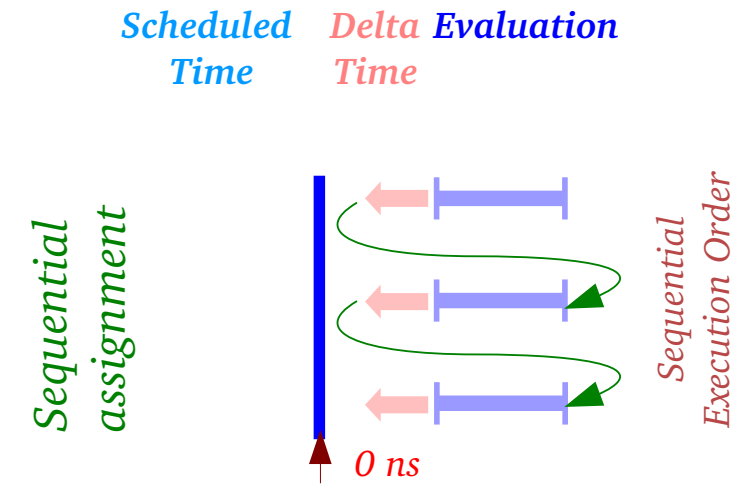 Scheduled
Time
Delta
Time
Evaluation
Sequential
assignment
Sequential
Execution Order
0 ns